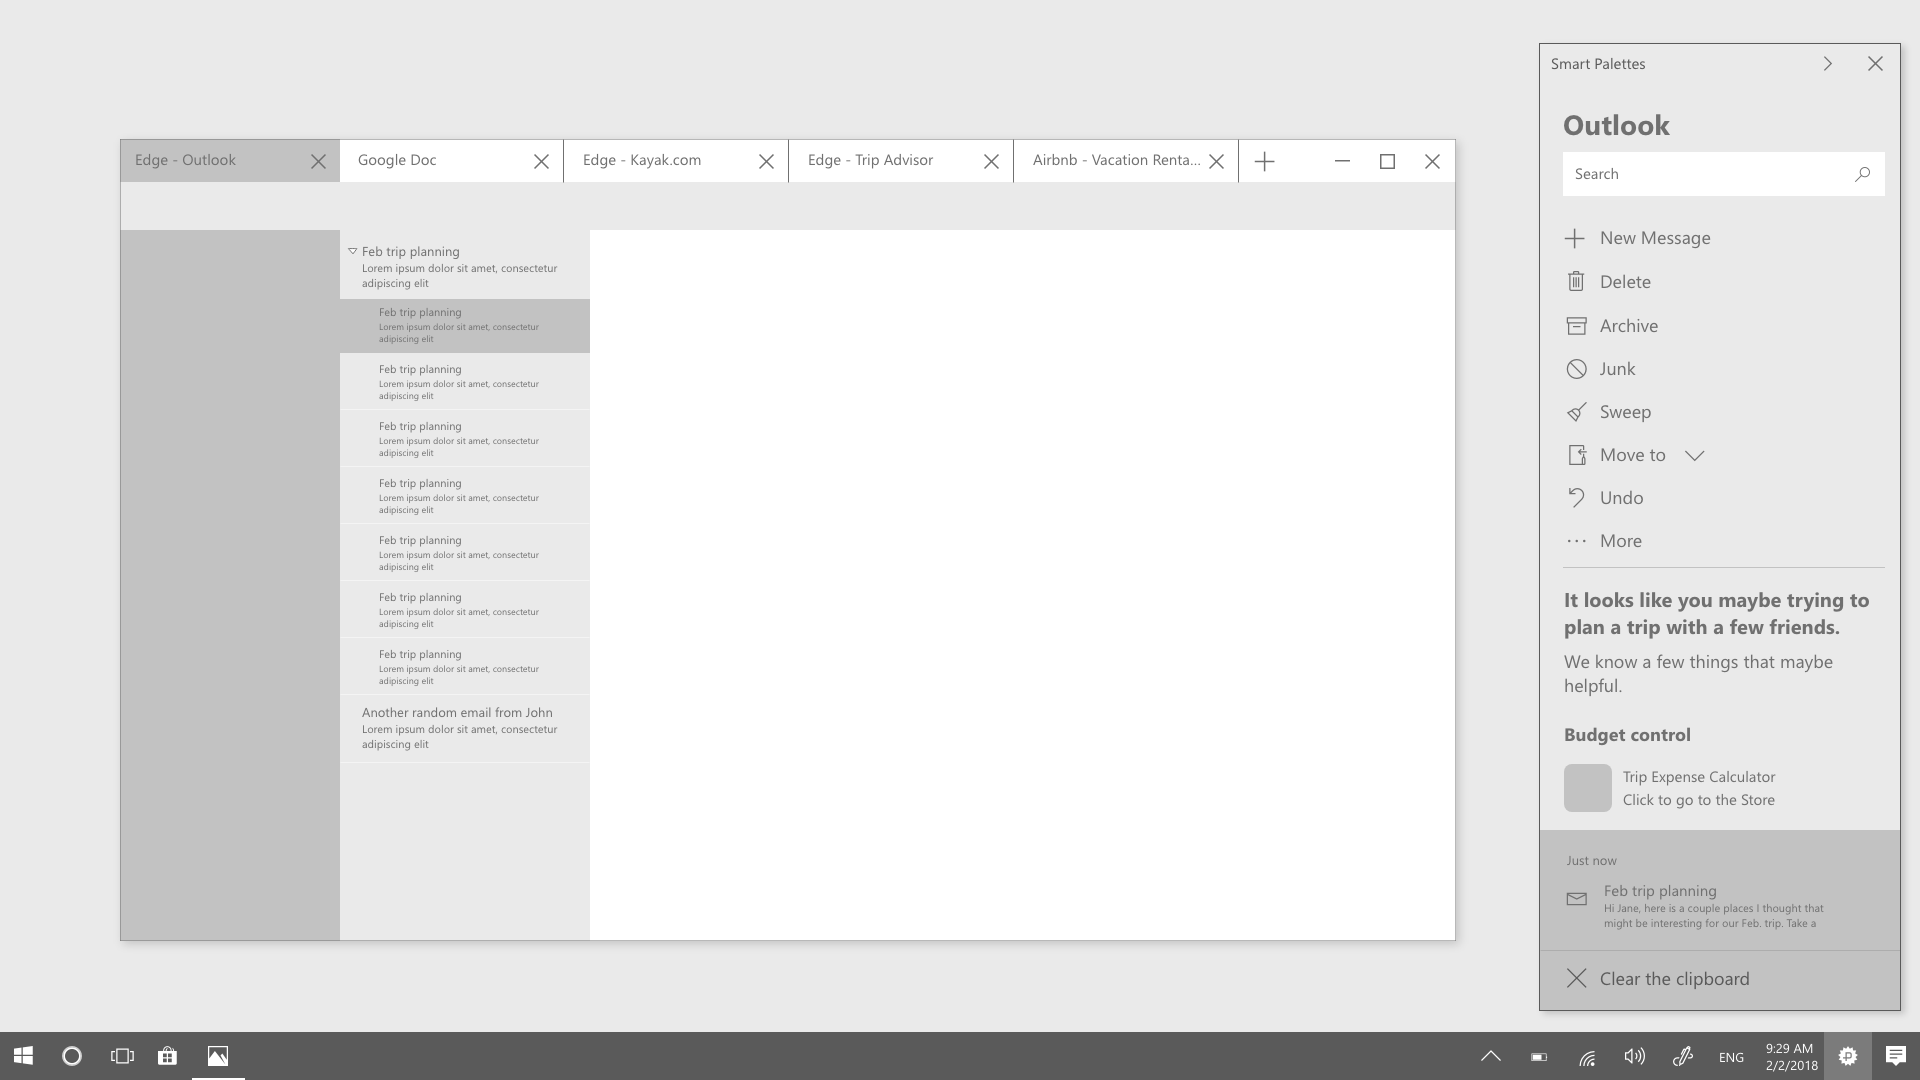 Smart Palettes
Outlook
Search
New Message
Delete
Archive
Junk
Sweep
Move to
Undo
More
It looks like you maybe trying to
plan a trip with a few friends.
We know a few things that maybe
helpful.
Budget control
Trip Expense Calculator
Click to go to the Store
Just now
Feb trip planning
Hi Jane, here is a couple places I thought that
might be interesting for our Feb. trip. Take a
Clear the clipboard
Edge - Outlook
Google Doc
Edge - Kayak.com
Edge - Trip Advisor
Airbnb - Vacation Renta...
Feb trip planning
Lorem ipsum dolor sit amet, consectetur
adipiscing elit
Feb trip planning
Lorem ipsum dolor sit amet, consectetur
adipiscing elit
Feb trip planning
Lorem ipsum dolor sit amet, consectetur
adipiscing elit
Feb trip planning
Lorem ipsum dolor sit amet, consectetur
adipiscing elit
Feb trip planning
Lorem ipsum dolor sit amet, consectetur
adipiscing elit
Feb trip planning
Lorem ipsum dolor sit amet, consectetur
adipiscing elit
Feb trip planning
Lorem ipsum dolor sit amet, consectetur
adipiscing elit
Feb trip planning
Lorem ipsum dolor sit amet, consectetur
adipiscing elit
Another random email from John
Lorem ipsum dolor sit amet, consectetur
adipiscing elit
ENG
9:29 AM
2/2/2018